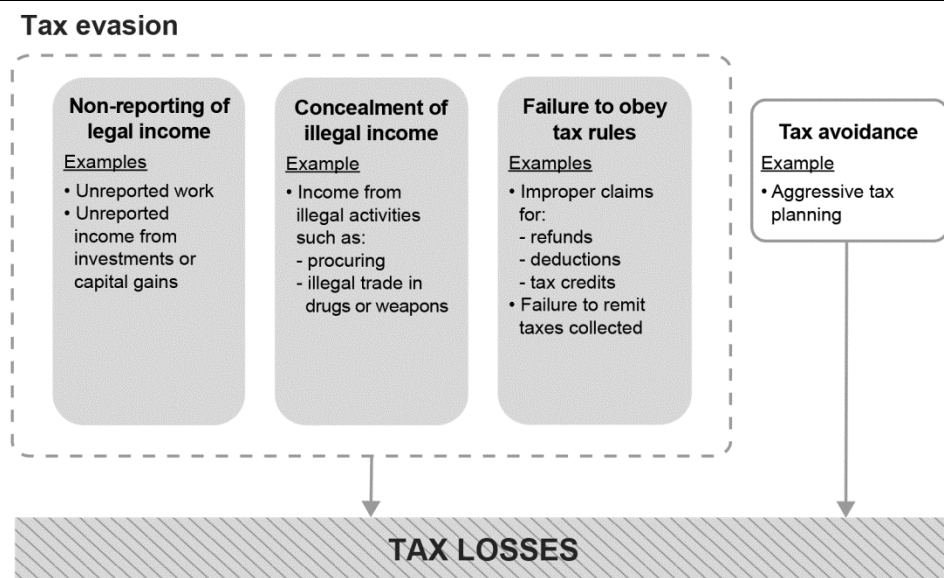 Tax evasion
Non-reporting of
legal income
Examples
• Unreported work
• Unreported
income from
investments or
capital gains
Concealment of
illegal income
Example
• Income from
illegal activities
such as:
- procuring
- illegal trade in
drugs or weapons
Failure to obey
tax rules
Examples
• Improper claims
for:
- refunds
- deductions
- tax credits
• Failure to remit
taxes collected
Tax avoidance
Example
• Aggressive tax
planning
TAX LOSSES